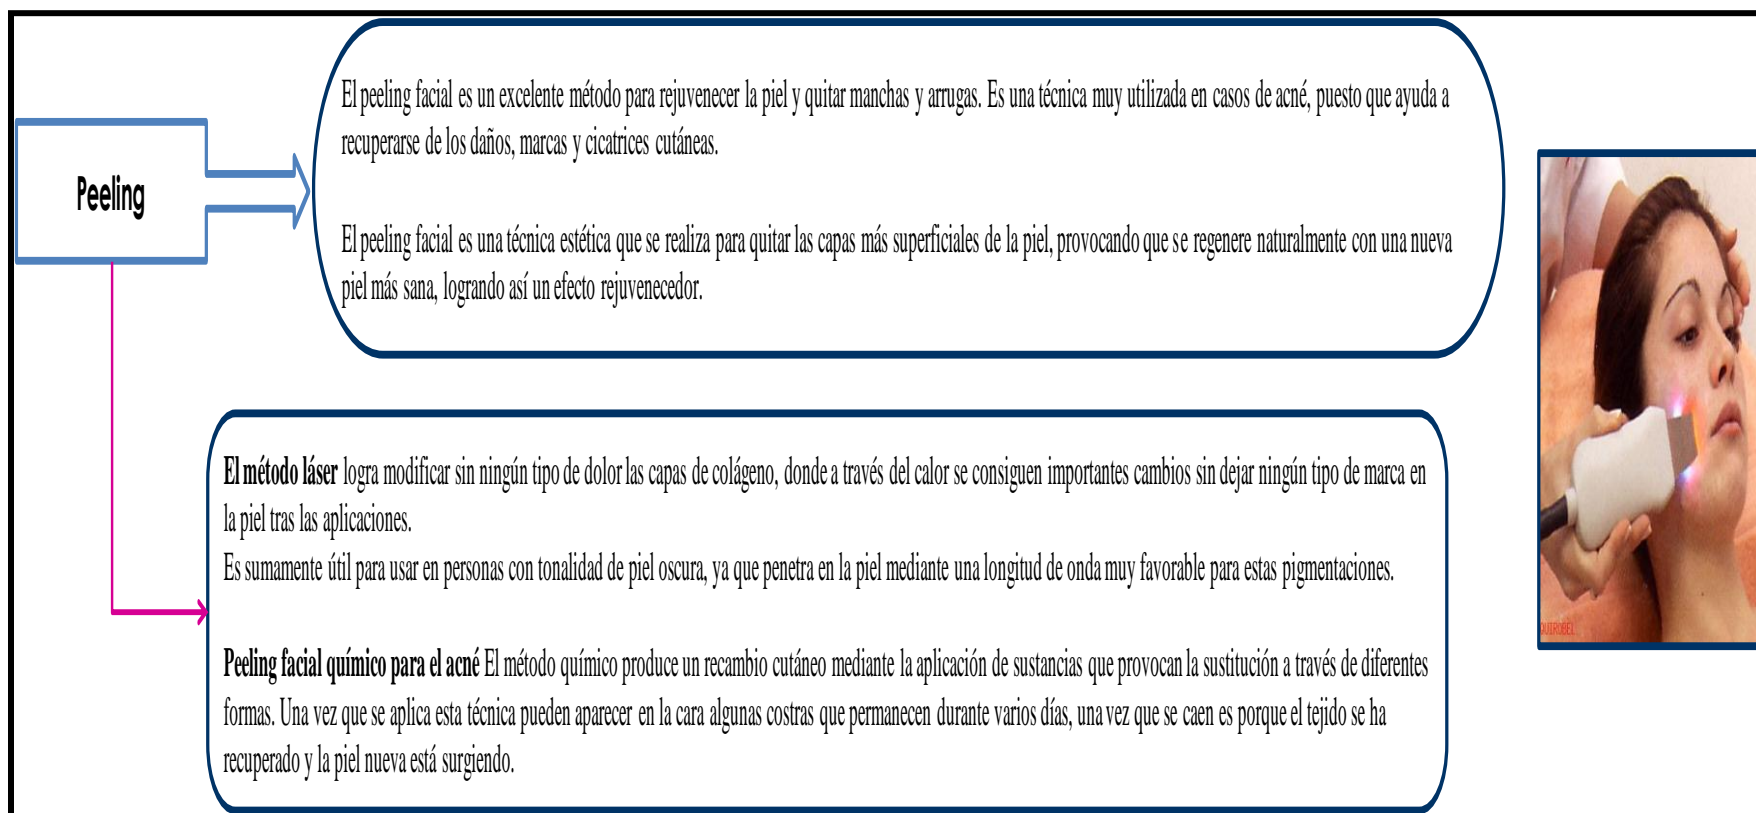 Peeling
El peeling facial es un excelente método para rejuvenecer la piel y quitar manchas y arrugas. Es una técnica muy utilizada en casos de acné, puesto que ayuda a
recuperarse de los daños, marcas y cicatrices cutáneas.
El peeling facial es una técnica estética que se realiza para quitar las capas más superficiales de la piel, provocando que se regenere naturalmente con una nueva
piel más sana, logrando así un efecto rejuvenecedor.
El método láser logra modificar sin ningún tipo de dolor las capas de colágeno, donde a través del calor se consiguen importantes cambios sin dejar ningún tipo de marca en
la piel tras las aplicaciones.
Es sumamente útil para usar en personas con tonalidad de piel oscura, ya que penetra en la piel mediante una longitud de onda muy favorable para estas pigmentaciones.
Peeling facial químico para el acné El método químico produce un recambio cutáneo mediante la aplicación de sustancias que provocan la sustitución a través de diferentes
formas. Una vez que se aplica esta técnica pueden aparecer en la cara algunas costras que permanecen durante varios días, una vez que se caen es porque el tejido se ha
recuperado y la piel nueva está surgiendo.
QUIROBEL